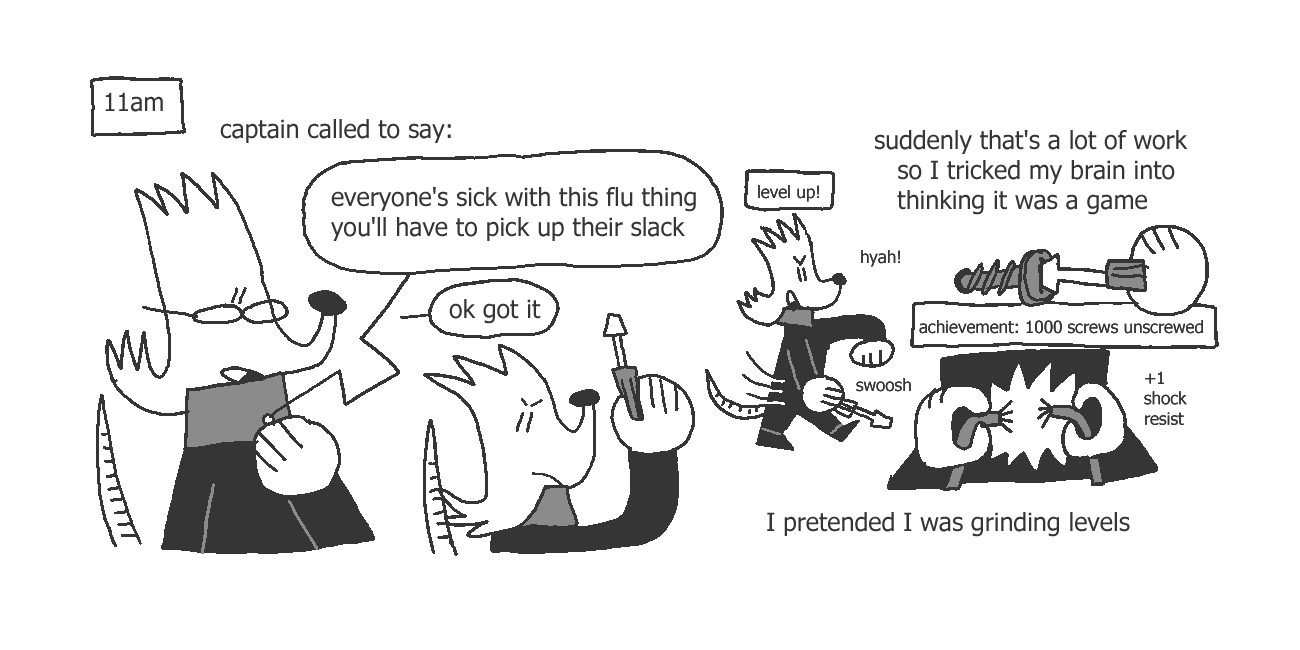 11am
captain called to say:
everyone's sick with this flu thing
you'll have to pick up their slack
ok got it
suddenly that's a lot of work
so I tricked my brain into
thinking it was a game
level up!
hyah!
swoosh
achievement: 1000 screws unscrewed
+1
shock
resist
I pretended I was grinding levels